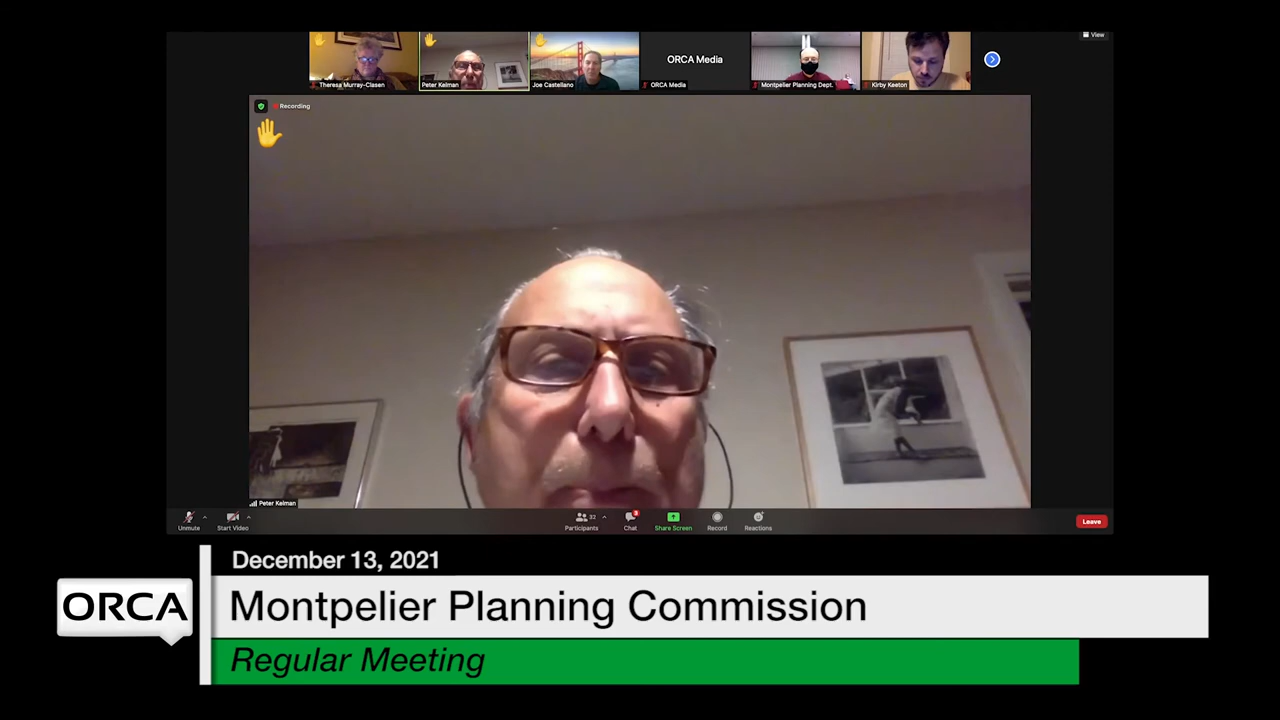 View
ORCA Media
Theresa Murray-Clasen
Peter Kelman
Joe Castellano
ORCA Media
Montpelier Planning Dept.
Kirby Keeton
Recording
Peter Kelman
Unmute
Start Video
Participants
32
Chat
3
Share Screen
Record
Reactions
Leave
December 13, 2021
ORCA
Montpelier Planning Commission
Regular Meeting